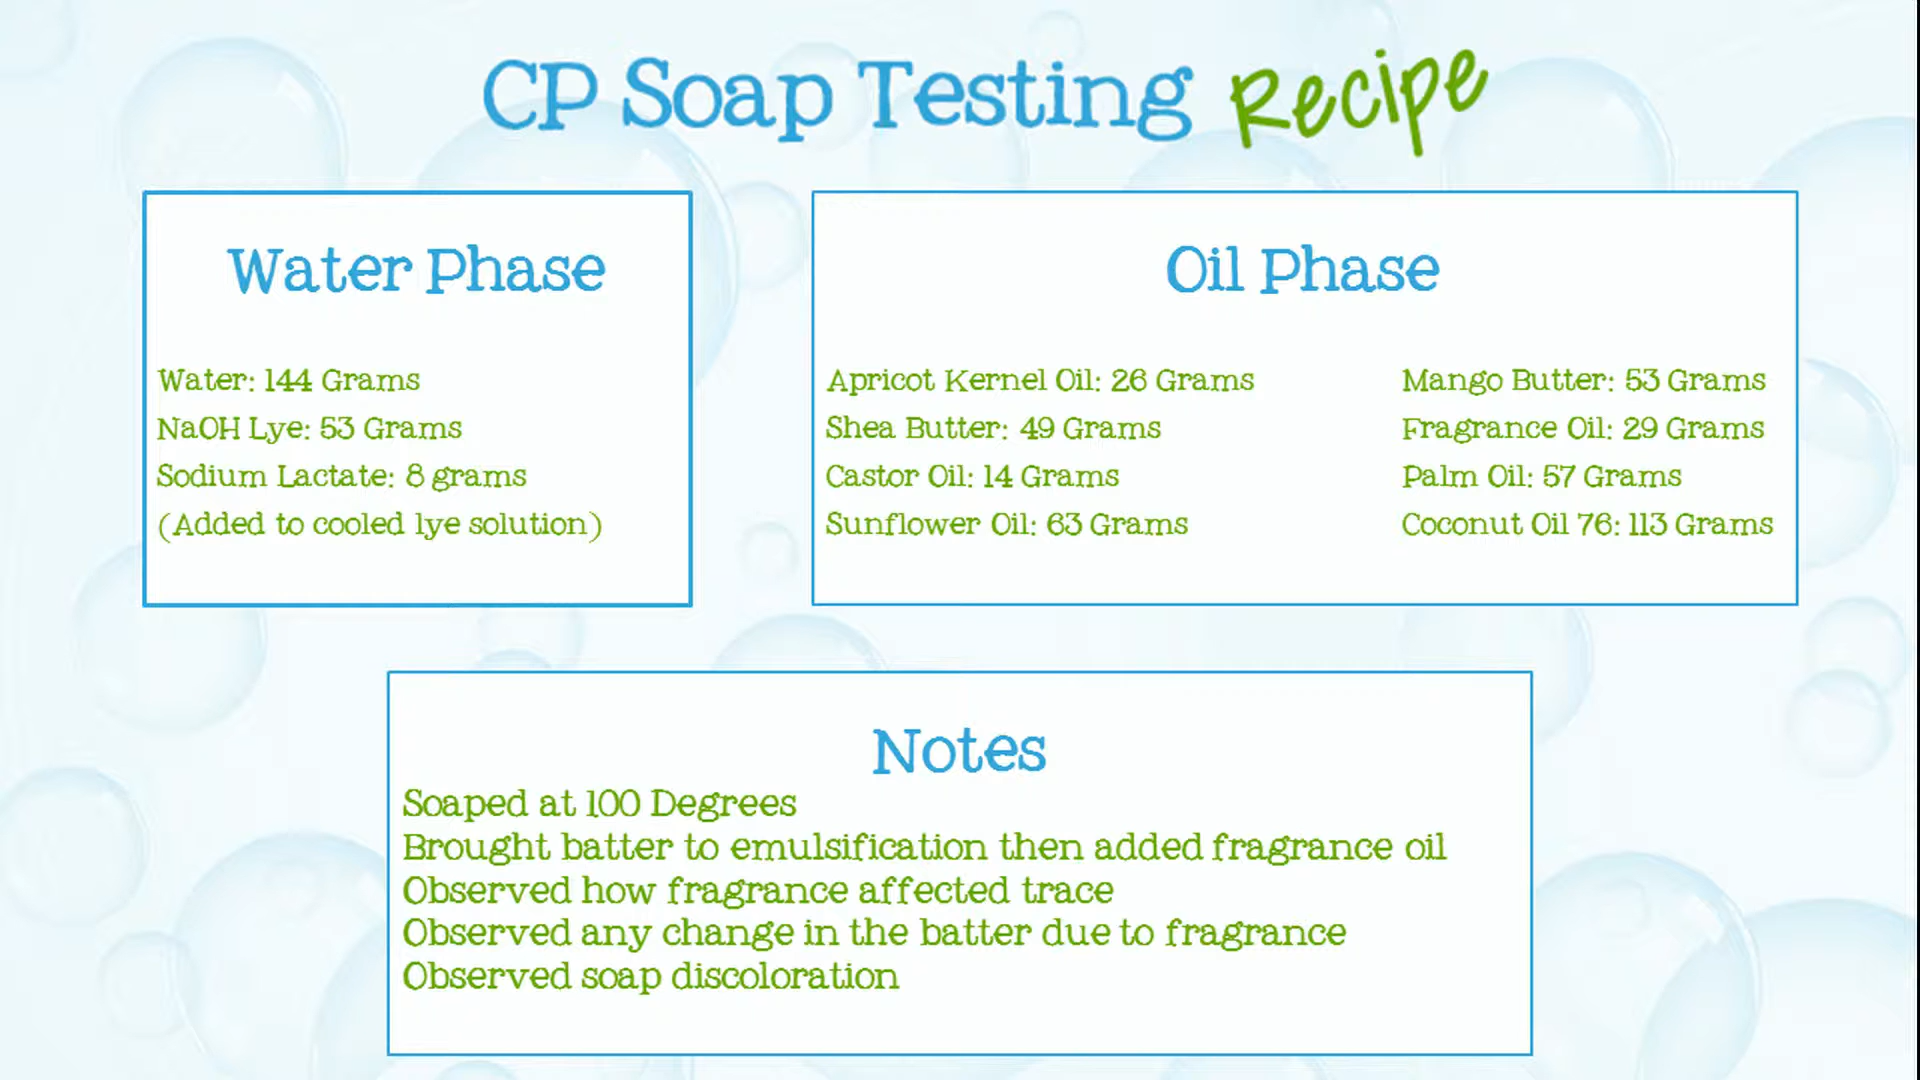 CP Soap Testing Recipe
Water Phase
Water: 144 Grams
NaOH Lye: 53 Grams
Sodium Lactate: 8 grams
(Added to cooled lye solution)
Oil Phase
Apricot Kernel Oil: 26 Grams
Shea Butter: 49 Grams
Castor Oil: 14 Grams
Sunflower Oil: 63 Grams
Mango Butter: 53 Grams
Fragrance Oil: 29 Grams
Palm Oil: 57 Grams
Coconut Oil 76: 113 Grams
Notes
Soaped at 100 Degrees
Brought batter to emulsification then added fragrance oil
Observed how fragrance affected trace
Observed any change in the batter due to fragrance
Observed soap discoloration